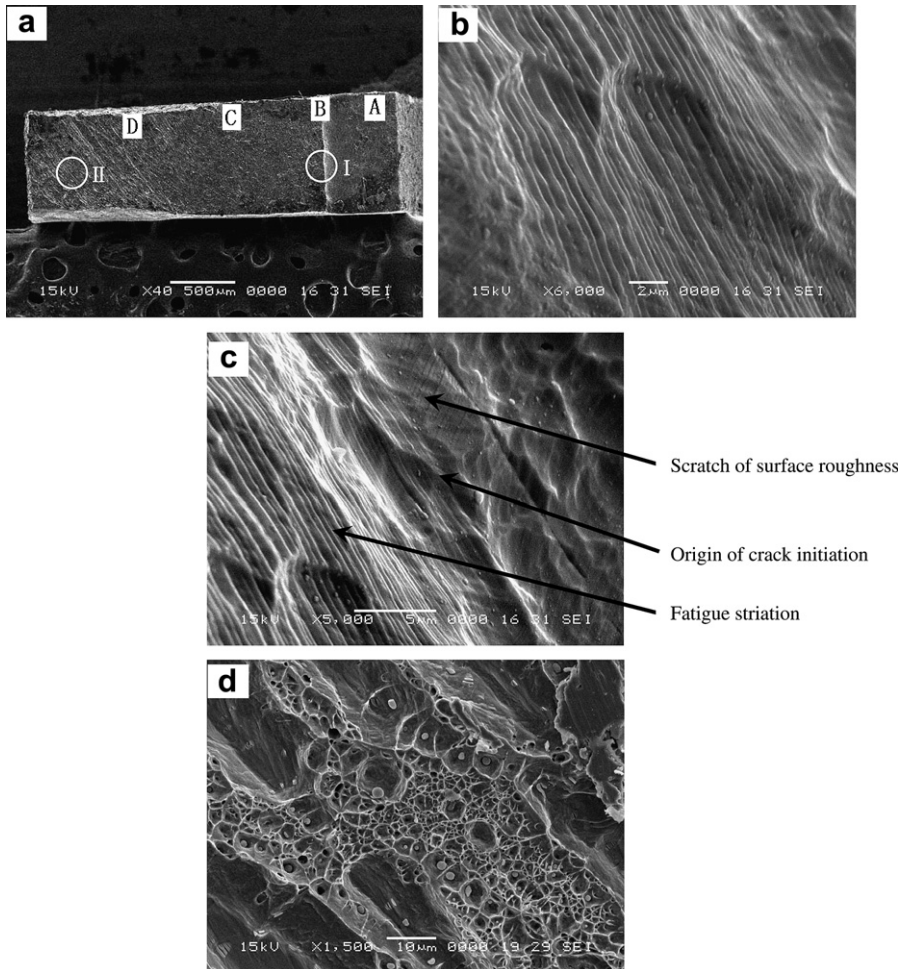 a
A
B
C
D
I
II
15kV X40 500μm 0000 16 31 SEI
b
15kV X6,000 2μm 0000 16 31 SEI
c
Scratch of surface roughness
Origin of crack initiation
Fatigue striation
15kV X5,000 5μm 0000 16 31 SEI
d
15kV X1,500 10μm 0000 19 29 SEI